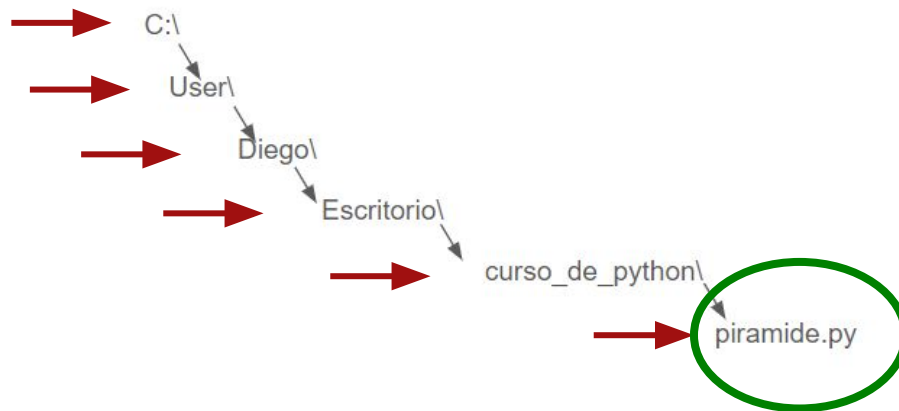 C:\
User\
Diego\
Escritorio\
curso_de_python\
piramide.py